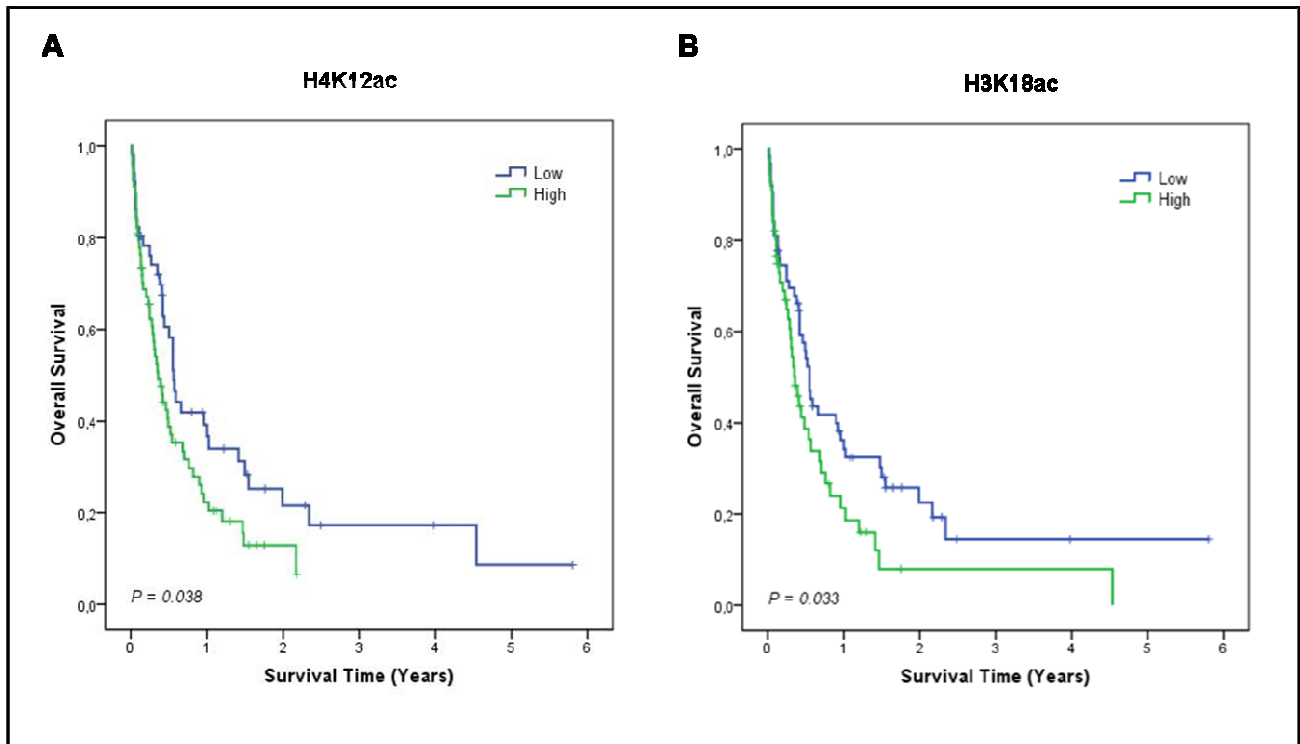 A
H4K12ac
1,0
0,8
0,6
0,4
0,2
0,0
Overall Survival
Low
High
P = 0.038
0 1 2 3 4 5 6
Survival Time (Years)
B
H3K18ac
1,0
0,8
0,6
0,4
0,2
0,0
Overall Survival
Low
High
P = 0.033
0 1 2 3 4 5 6
Survival Time (Years)